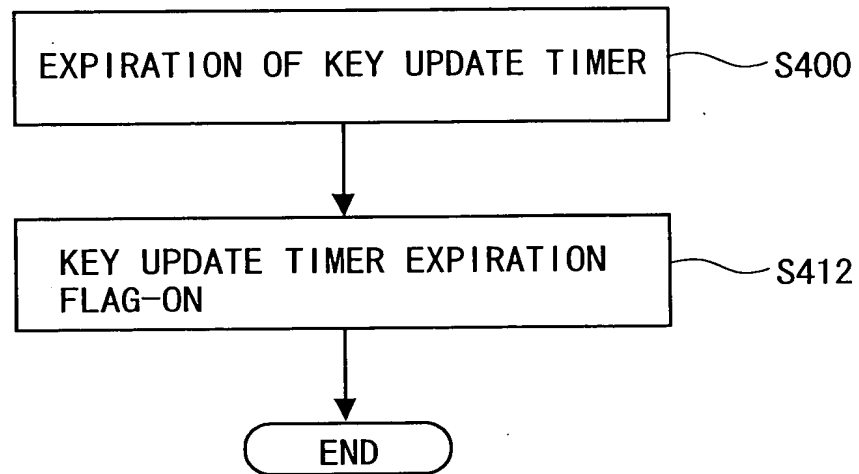 EXPIRATION OF KEY UPDATE TIMER
S400
KEY UPDATE TIMER EXPIRATION
FLAG-ON
S412
END